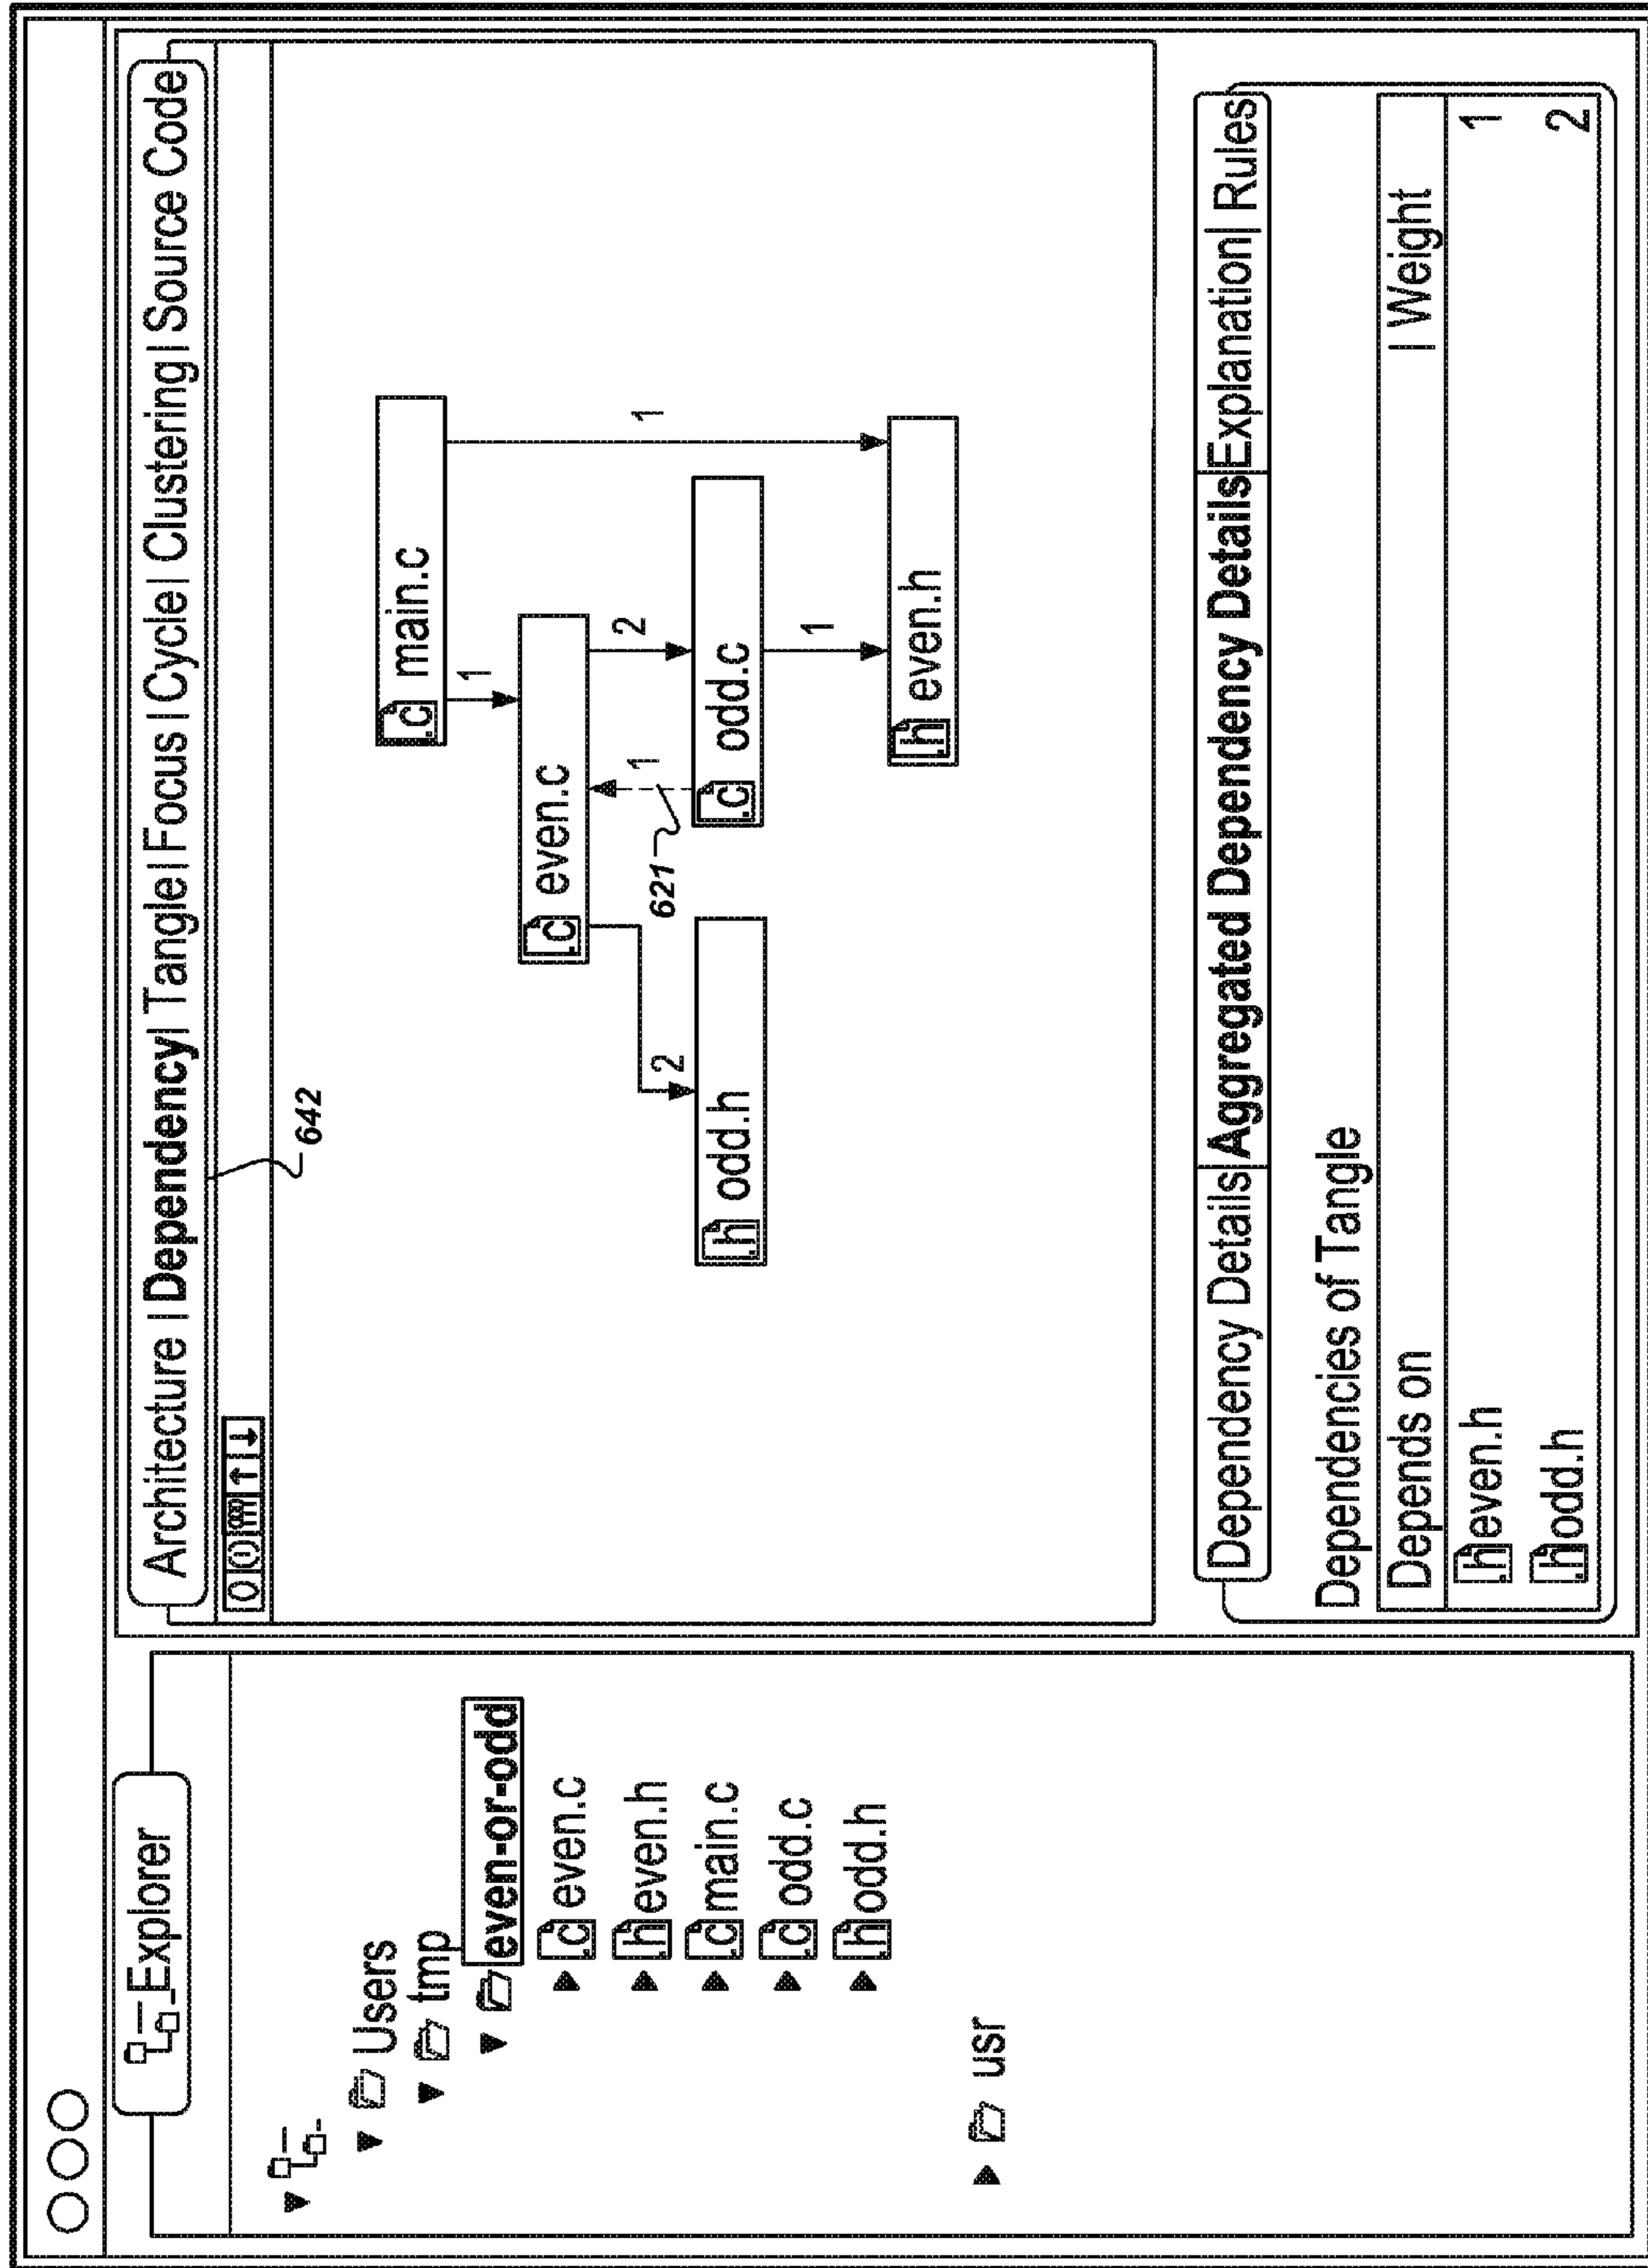 Explorer
Users
tmp
even-or-odd
.c even.c
.h even.h
.c main.c
.c odd.c
.h odd.h
usr
Architecture | Dependency | Tangle | Focus | Cycle | Clustering | Source Code
642
.c main.c
1
1
.c even.c
2
1
2
621
.h odd.h
.c odd.c
1
.h even.h
Dependency Details | Aggregated Dependency Details | Explanation | Rules
Dependencies of Tangle
Depends on | Weight
.h even.h 1
.h odd.h 2